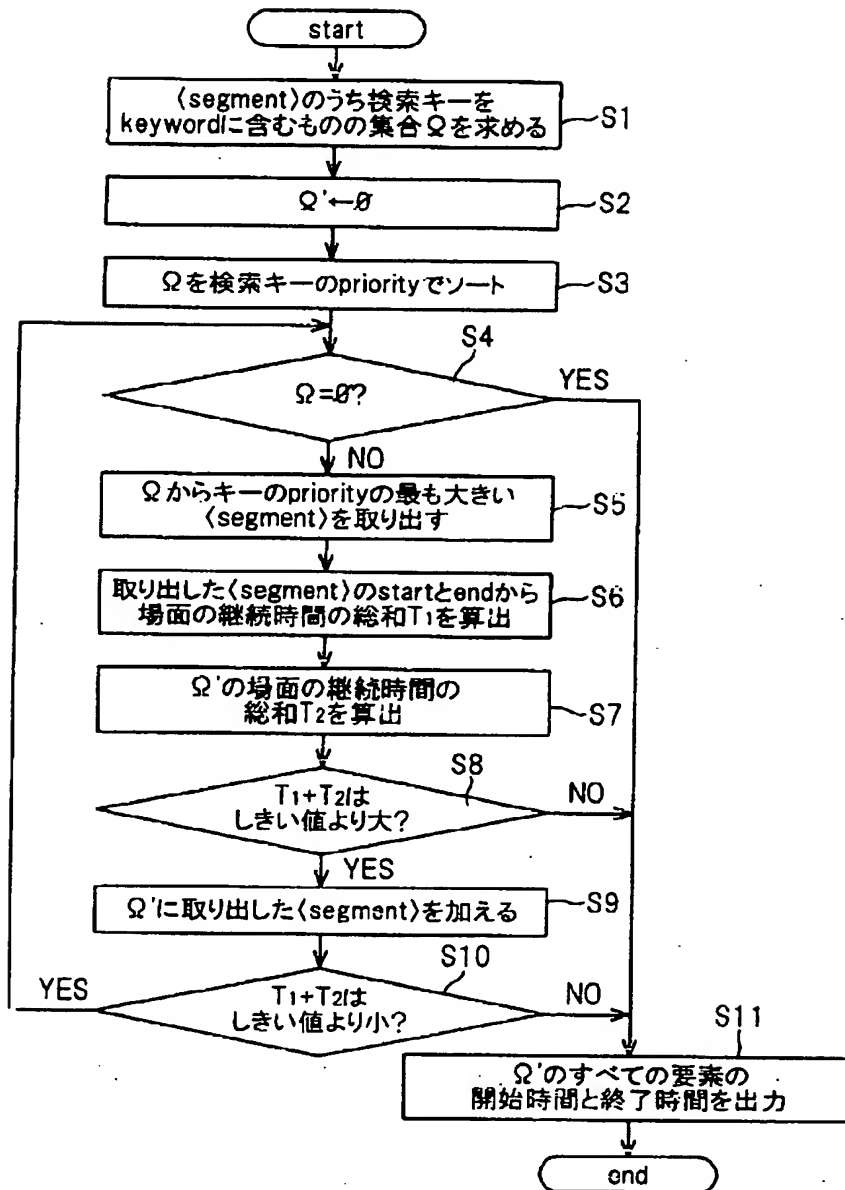 start
〈segment〉のうち検索キーを
keywordに含むものの集合Ωを求める
S1
Ω'←∅
S2
Ωを検索キーのpriorityでソート
S3
S4
Ω=∅?
YES
NO
Ωからキーのpriorityの最も大きい
〈segment〉を取り出す
S5
取り出した〈segment〉のstartとendから
場面の継続時間の総和T1を算出
S6
Ω'の場面の継続時間の
総和T2を算出
S7
S8
T1+T2は
しきい値より大?
NO
YES
Ω'に取り出した〈segment〉を加える
S9
S10
YES
T1+T2は
しきい値より小?
NO
S11
Ω'のすべての要素の
開始時間と終了時間を出力
end